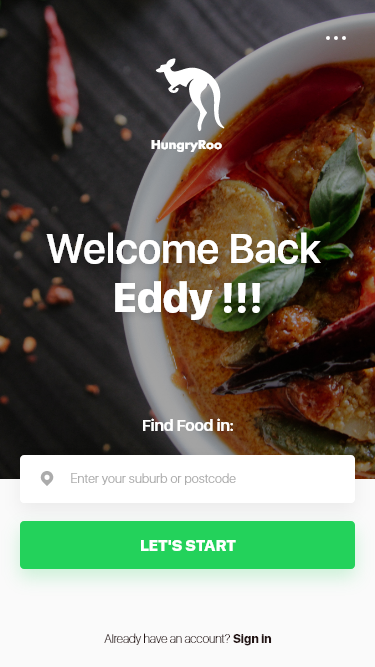 HungryRoo
Welcome Back
Eddy !!!
Find Food in:
Enter your suburb or postcode
LET'S START
Already have an account? Sign in